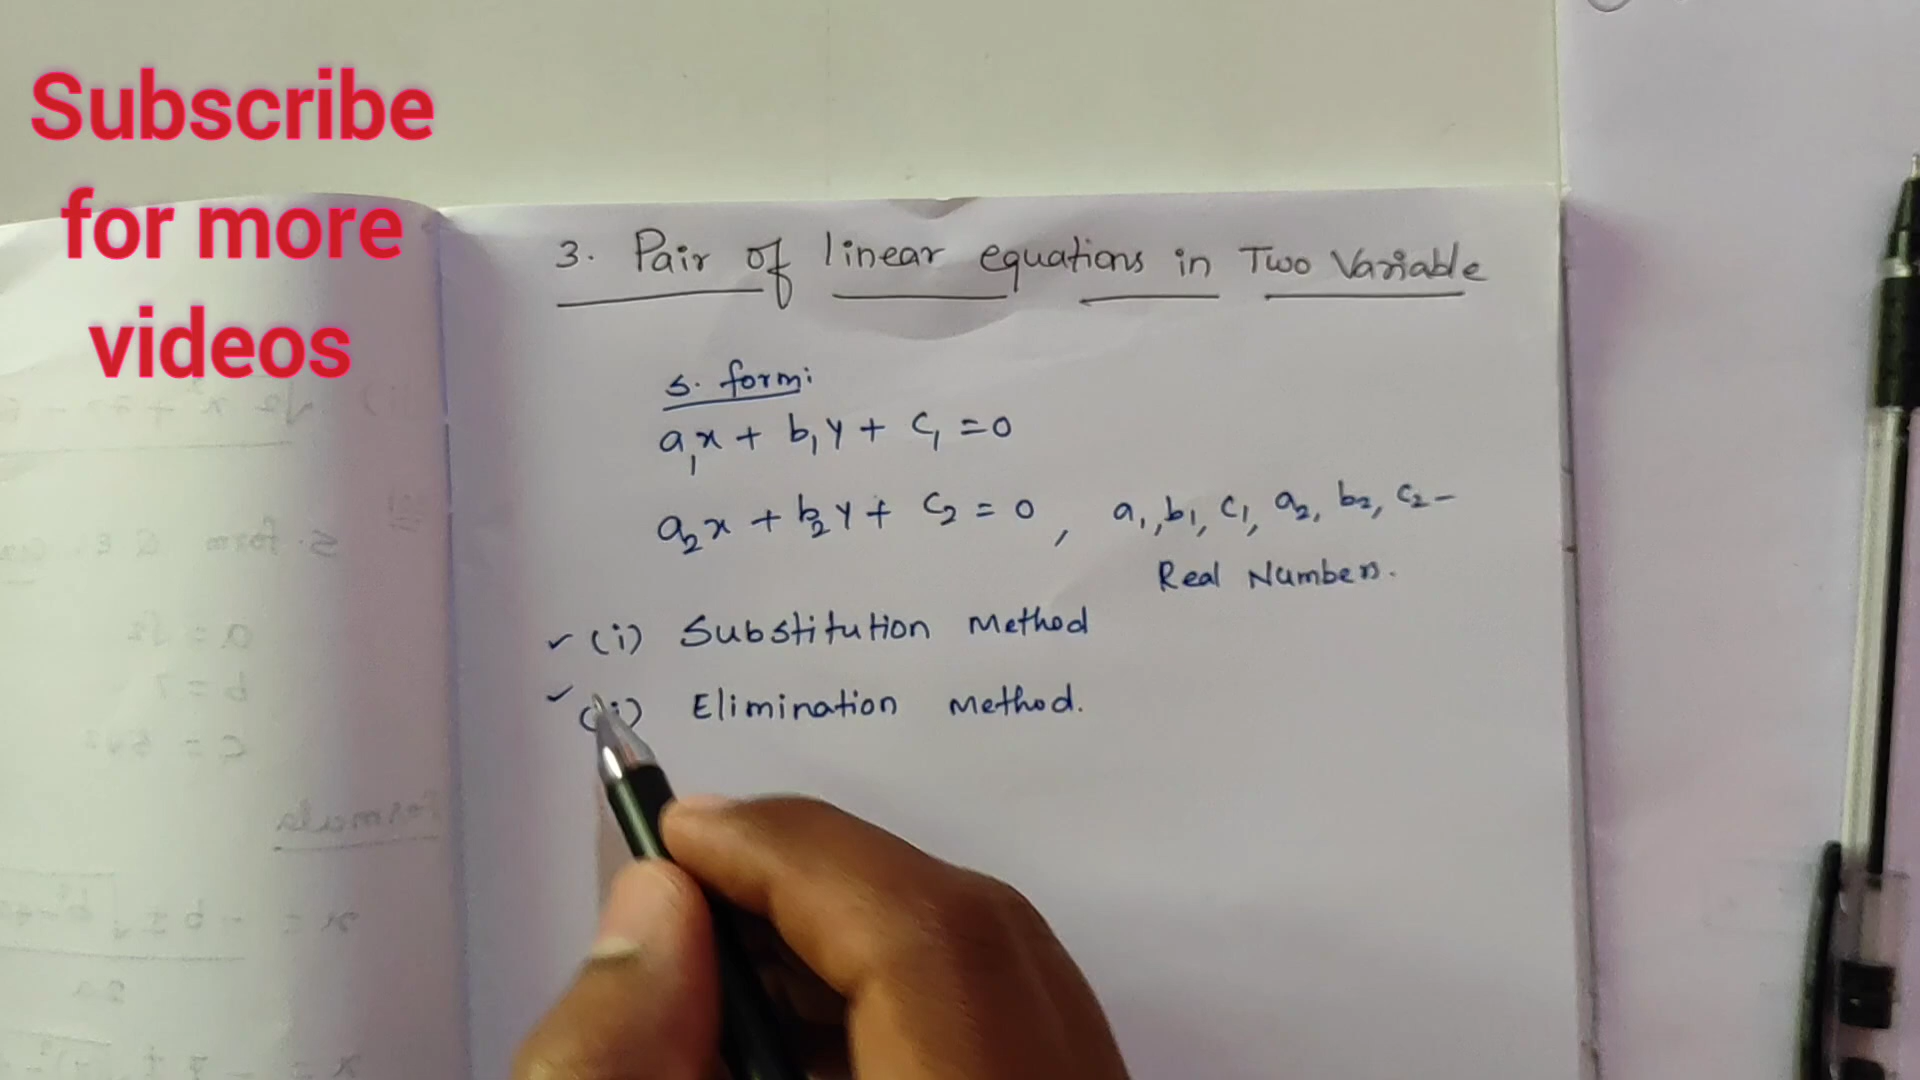 Subscribe
for more
videos
3. Pair of linear equations in Two Variable
s. form:
a₁x + b₁y + c₁ = 0
a₂x + b₂y + c₂ = 0, a₁, b₁, c₁, a₂, b₂, c₂ –
Real Numbers.
✓ (i) Substitution Method
✓ (ii) Elimination Method.